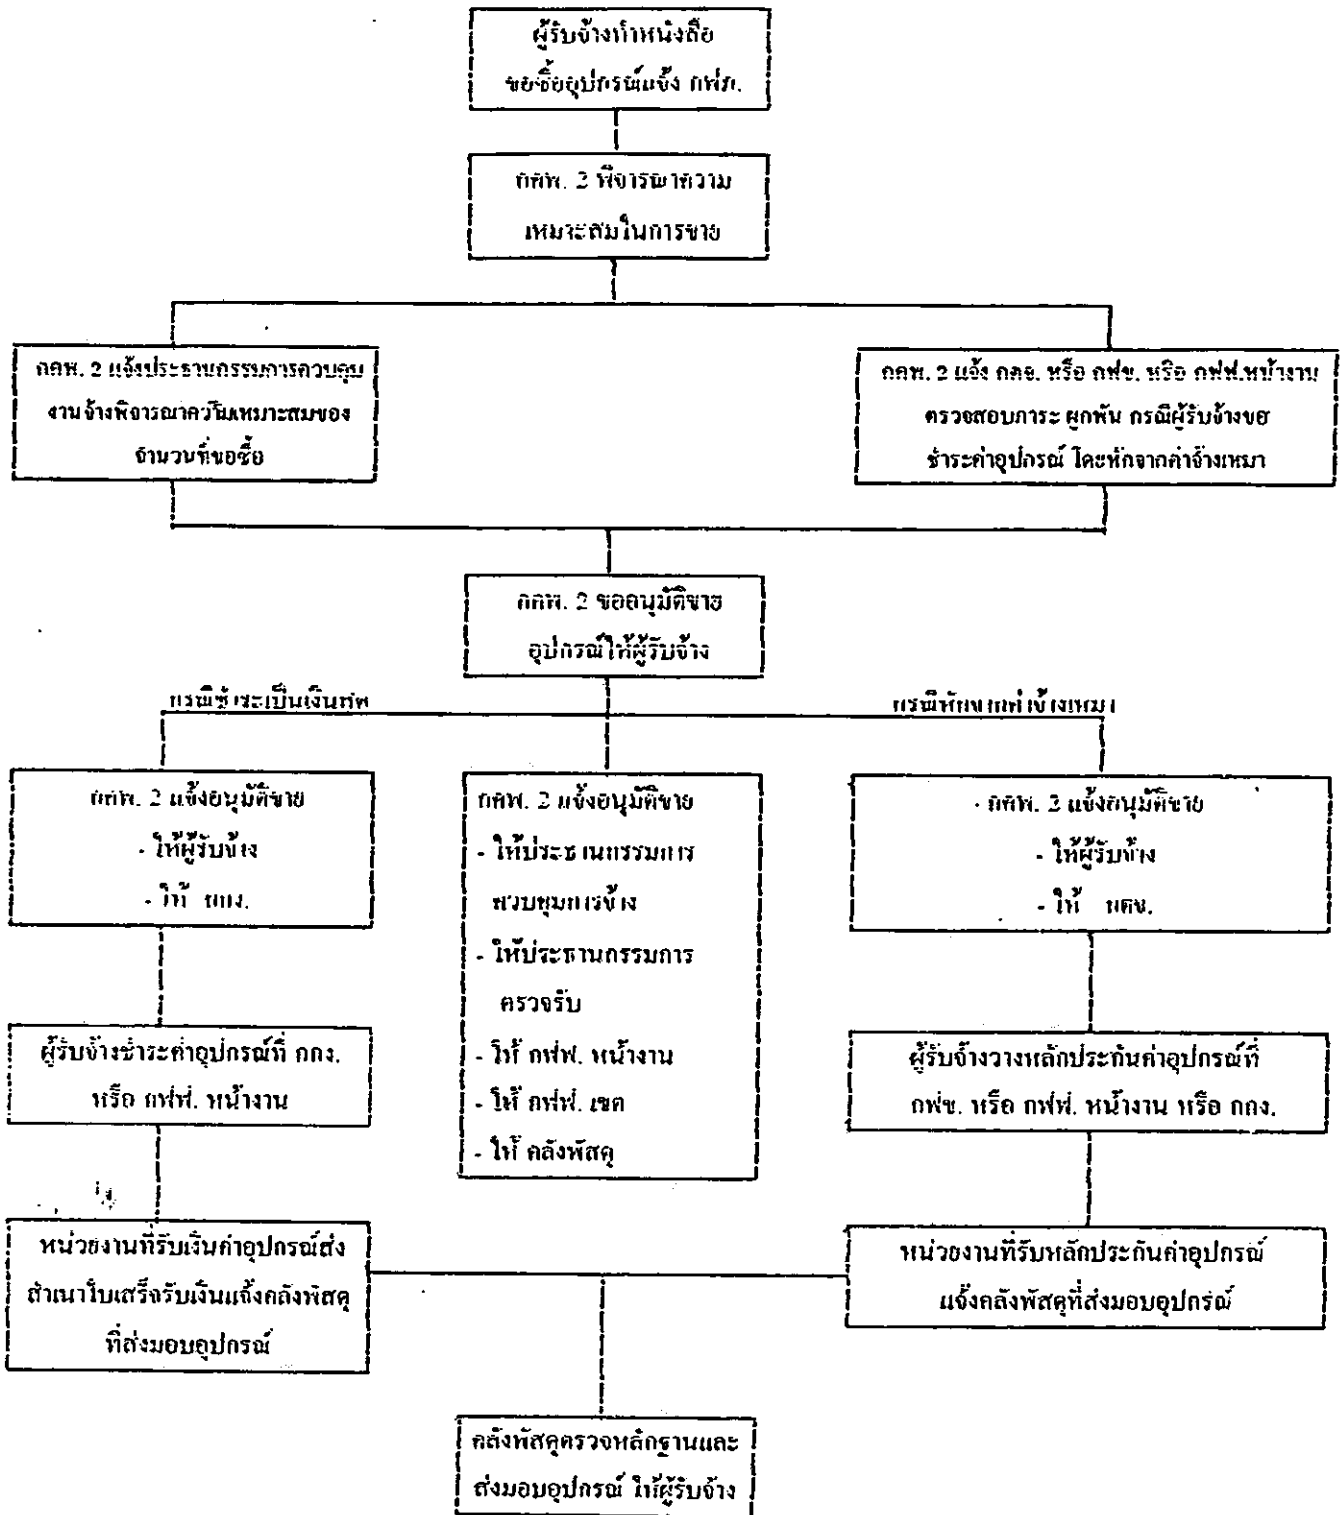 ผู้รับจ้างทำหนังสือ
ขอซื้ออุปกรณ์แจ้ง กฟภ.
กคพ. 2 พิจารณาความ
เหมาะสมในการขาย
กคพ. 2 แจ้งประธานกรรมการควบคุม
งานจ้างพิจารณาความเหมาะสมของ
จำนวนที่ขอซื้อ
กคพ. 2 แจ้ง กตจ. หรือ กฟข. หรือ กฟฟ.หน้างาน
ตรวจสอบภาระ ผูกพัน กรณีผู้รับจ้างขอ
ชำระค่าอุปกรณ์ โดยหักจากค่าจ้างเหมา
กคพ. 2 ขออนุมัติขาย
อุปกรณ์ให้ผู้รับจ้าง
กรณีชำระเป็นเงินสด
กรณีหักจากค่าจ้างเหมา
กคพ. 2 แจ้งอนุมัติขาย
- ให้ผู้รับจ้าง
- ให้ กกง.
กคพ. 2 แจ้งอนุมัติขาย
- ให้ประธานกรรมการ
ควบคุมการจ้าง
- ให้ประธานกรรมการ
ตรวจรับ
- ให้ กฟฟ. หน้างาน
- ให้ กฟฟ. เขต
- ให้ คลังพัสดุ
- กคพ. 2 แจ้งอนุมัติขาย
- ให้ผู้รับจ้าง
- ให้ กตจ.
ผู้รับจ้างชำระค่าอุปกรณ์ที่ กกง.
หรือ กฟฟ. หน้างาน
ผู้รับจ้างวางหลักประกันค่าอุปกรณ์ที่
กฟข. หรือ กฟฟ. หน้างาน หรือ กกง.
หน่วยงานที่รับเงินค่าอุปกรณ์ส่ง
สำเนาใบเสร็จรับเงินแจ้งคลังพัสดุ
ที่ส่งมอบอุปกรณ์
หน่วยงานที่รับหลักประกันค่าอุปกรณ์
แจ้งคลังพัสดุที่ส่งมอบอุปกรณ์
คลังพัสดุตรวจหลักฐานและ
ส่งมอบอุปกรณ์ ให้ผู้รับจ้าง